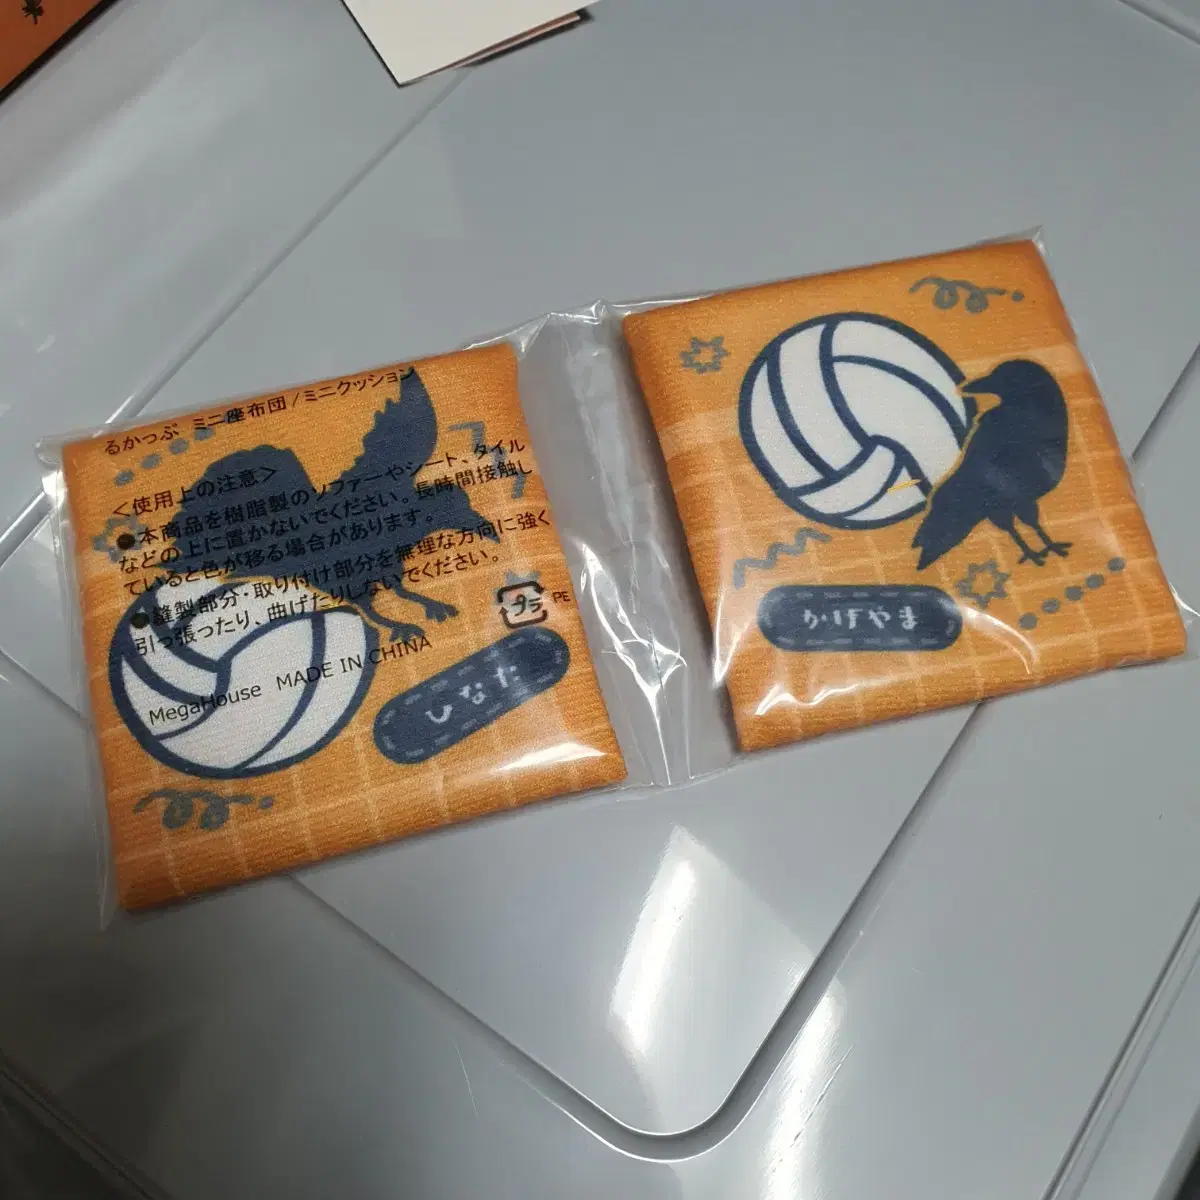 るかっぷ ミニ座布団/ミニクッション
<使用上の注意>
●本商品を樹脂製のソファーやシート、タイル
などの上に置かないでください。長時間接触し
ていると色が移る場合があります。
●縫製部分・取り付け部分を無理な方向に強く
引っ張ったり、曲げたりしないでください。
プラ PE
MegaHouse MADE IN CHINA
ひなた
かげやま